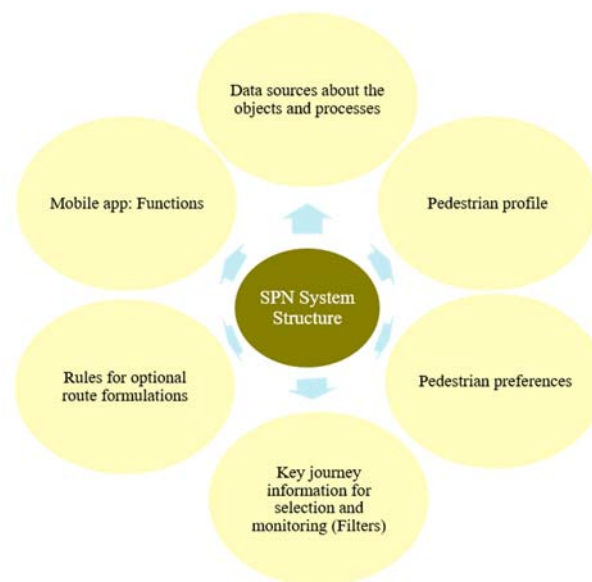 Data sources about the
objects and processes
Mobile app: Functions
Pedestrian profile
SPN System
Structure
Rules for optional
route formulations
Pedestrian preferences
Key journey
information for
selection and
monitoring (Filters)